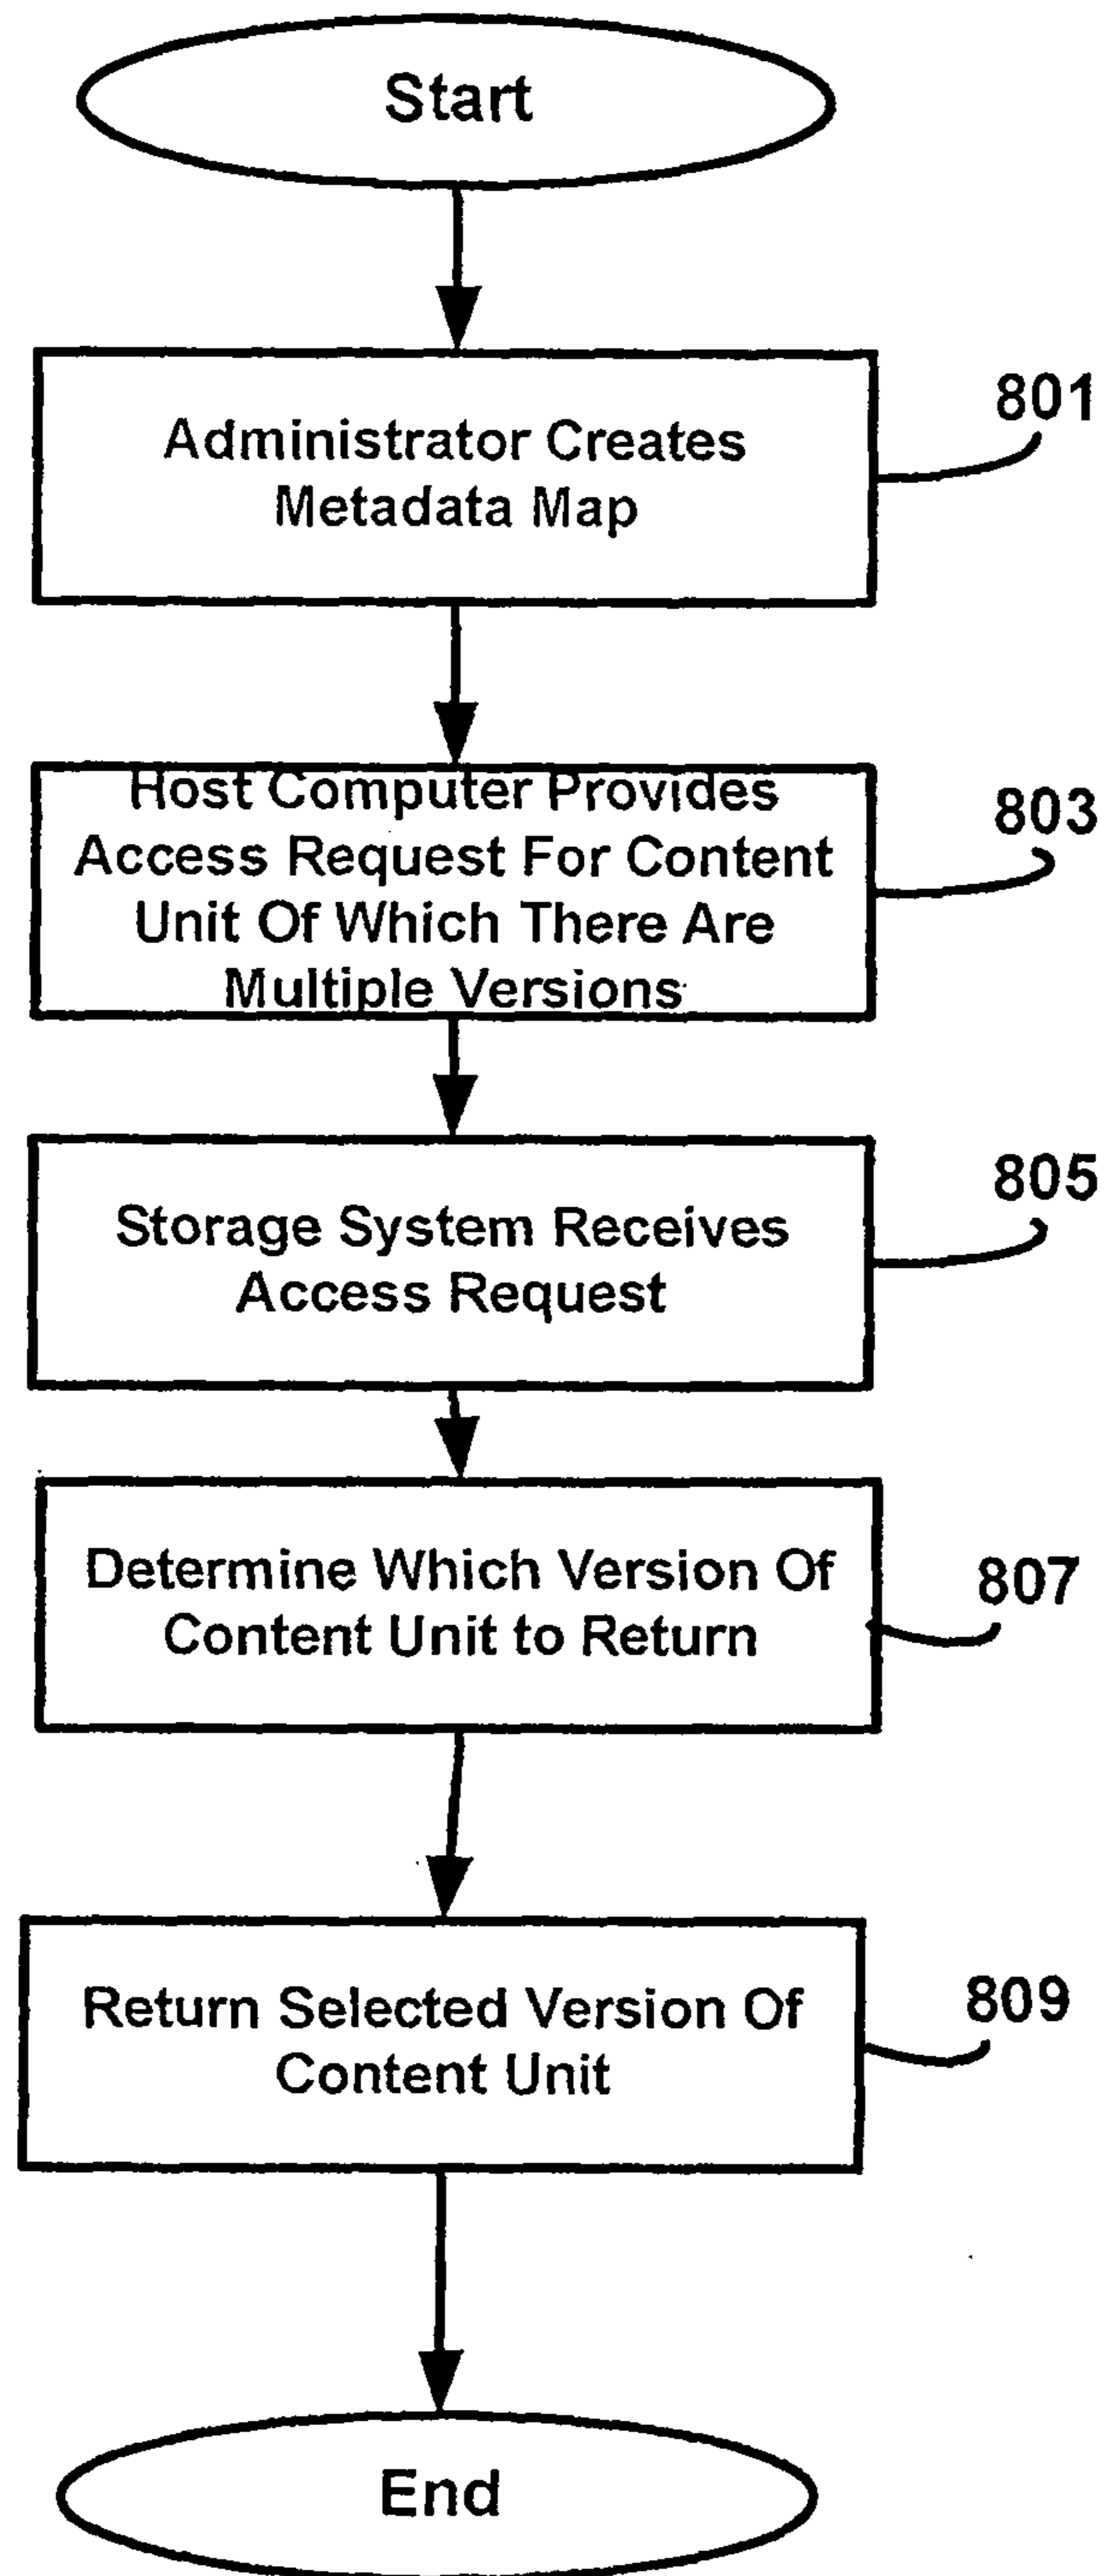 Start
Administrator Creates
Metadata Map
801
Host Computer Provides
Access Request For Content
Unit Of Which There Are
Multiple Versions
803
Storage System Receives
Access Request
805
Determine Which Version Of
Content Unit to Return
807
Return Selected Version Of
Content Unit
809
End